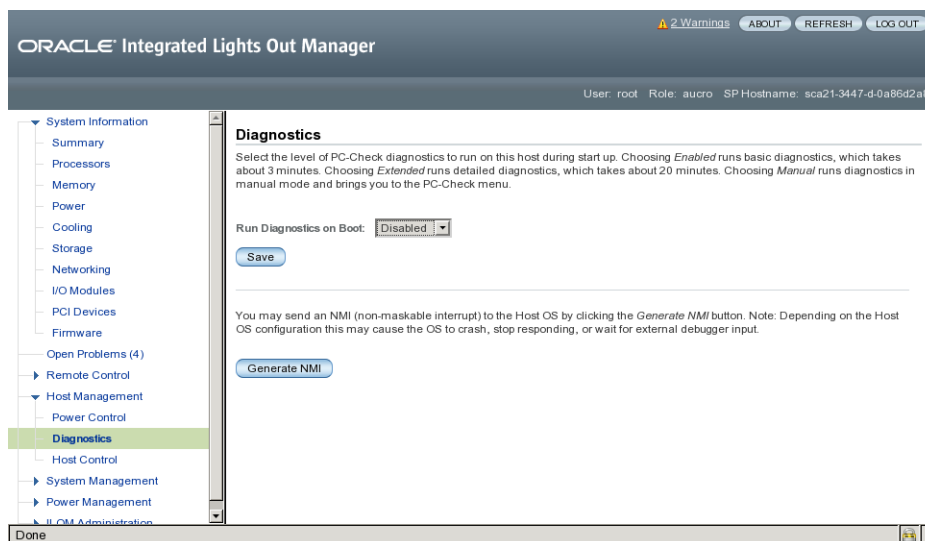 2 Warnings ABOUT REFRESH LOG OUT
ORACLE® Integrated Lights Out Manager
User: root Role: aucro SP Hostname: sca21-3447-d-0a86d2a
System Information
Summary
Processors
Memory
Power
Cooling
Storage
Networking
I/O Modules
PCI Devices
Firmware
Open Problems (4)
Remote Control
Host Management
Power Control
Diagnostics
Host Control
System Management
Power Management
ILOM Administration
Diagnostics
Select the level of PC-Check diagnostics to run on this host during start up. Choosing Enabled runs basic diagnostics, which takes
about 3 minutes. Choosing Extended runs detailed diagnostics, which takes about 20 minutes. Choosing Manual runs diagnostics in
manual mode and brings you to the PC-Check menu.
Run Diagnostics on Boot: Disabled
Save
You may send an NMI (non-maskable interrupt) to the Host OS by clicking the Generate NMI button. Note: Depending on the Host
OS configuration this may cause the OS to crash, stop responding, or wait for external debugger input.
Generate NMI
Done